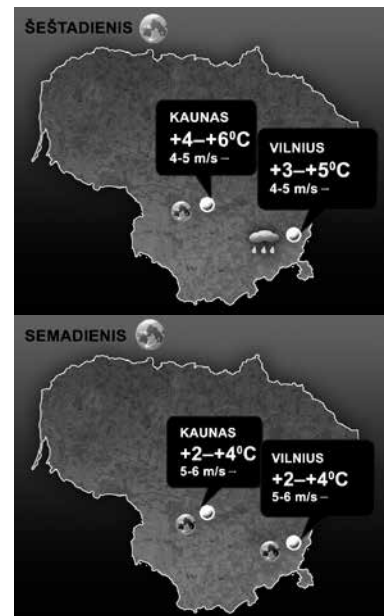 ŠEŠTADIENIS
KAUNAS
+4–+6⁰C
4-5 m/s –
VILNIUS
+3–+5⁰C
4-5 m/s –
SEMADIENIS
KAUNAS
+2–+4⁰C
5-6 m/s –
VILNIUS
+2–+4⁰C
5-6 m/s –